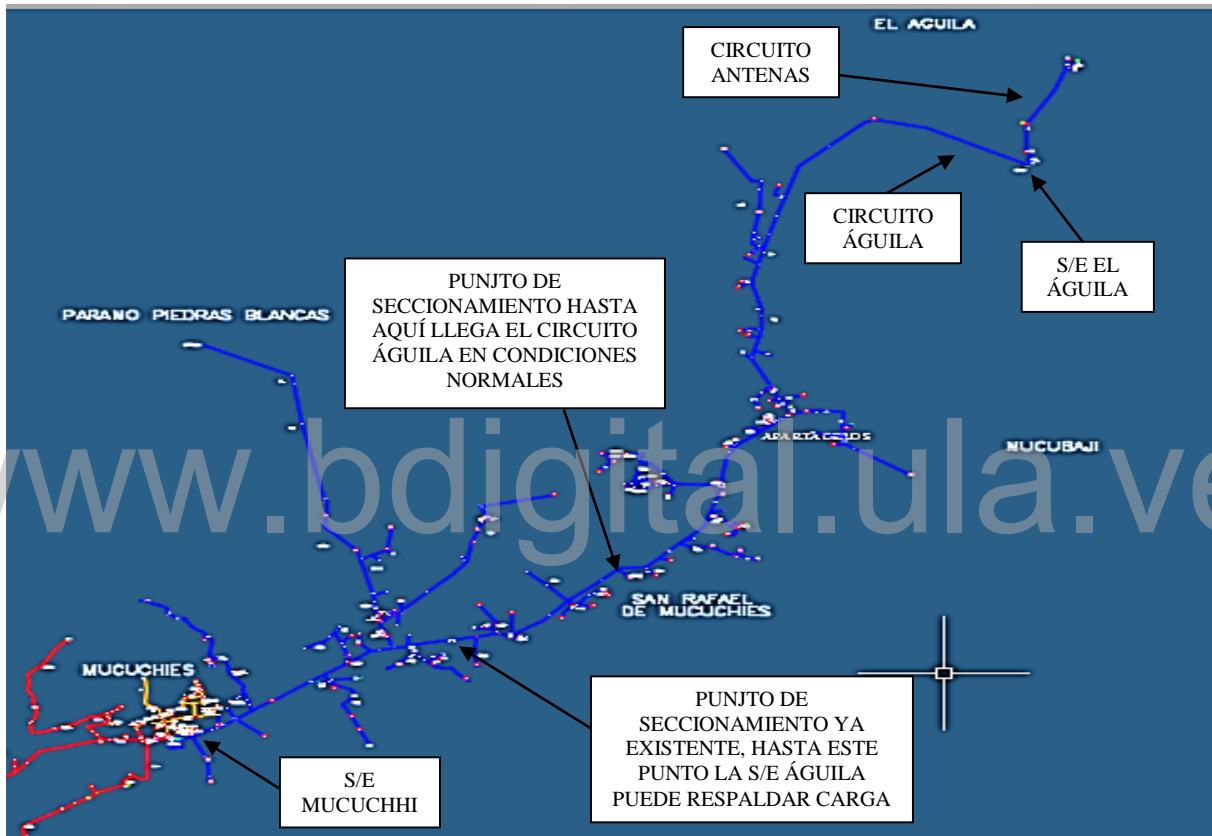 EL AGUILA
CIRCUITO
ANTENAS
CIRCUITO
ÁGUILA
S/E EL
ÁGUILA
PUNJTO DE
SECCIONAMIENTO HASTA
AQUÍ LLEGA EL CIRCUITO
ÁGUILA EN CONDICIONES
NORMALES
PARAMO PIEDRAS BLANCAS
APARTADEROS
MUCUBAJI
www.bdigital.ula.ve
SAN RAFAEL
DE MUCUCHIES
MUCUCHIES
PUNJTO DE
SECCIONAMIENTO YA
EXISTENTE, HASTA ESTE
PUNTO LA S/E ÁGUILA
PUEDE RESPALDAR CARGA
S/E
MUCUCHHI